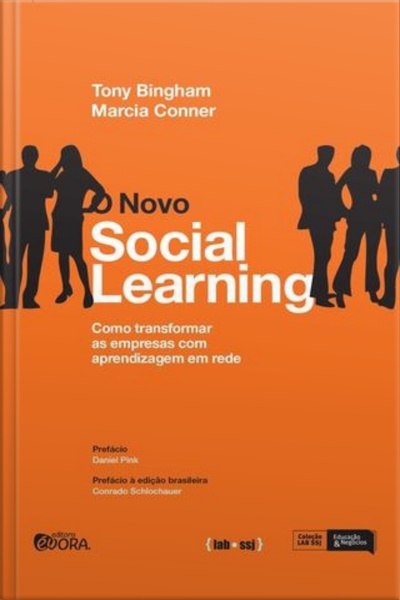 Tony Bingham
Marcia Conner
O Novo
Social
Learning
Como transformar
as empresas com
aprendizagem em rede
Prefácio
Daniel Pink
Prefácio à edição brasileira
Conrado Schlochauer
editora
évORA.
{lab•ssj}
Coleção
LAB SSJ
Educação
&Negócios